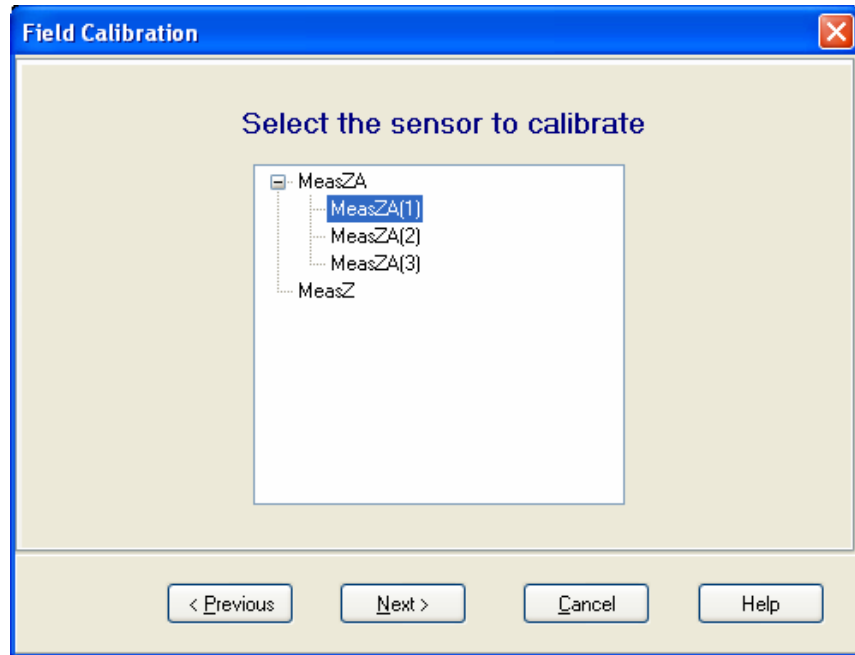 Field Calibration
Select the sensor to calibrate
MeasZA
MeasZA(1)
MeasZA(2)
MeasZA(3)
MeasZ
< Previous Next > Cancel Help